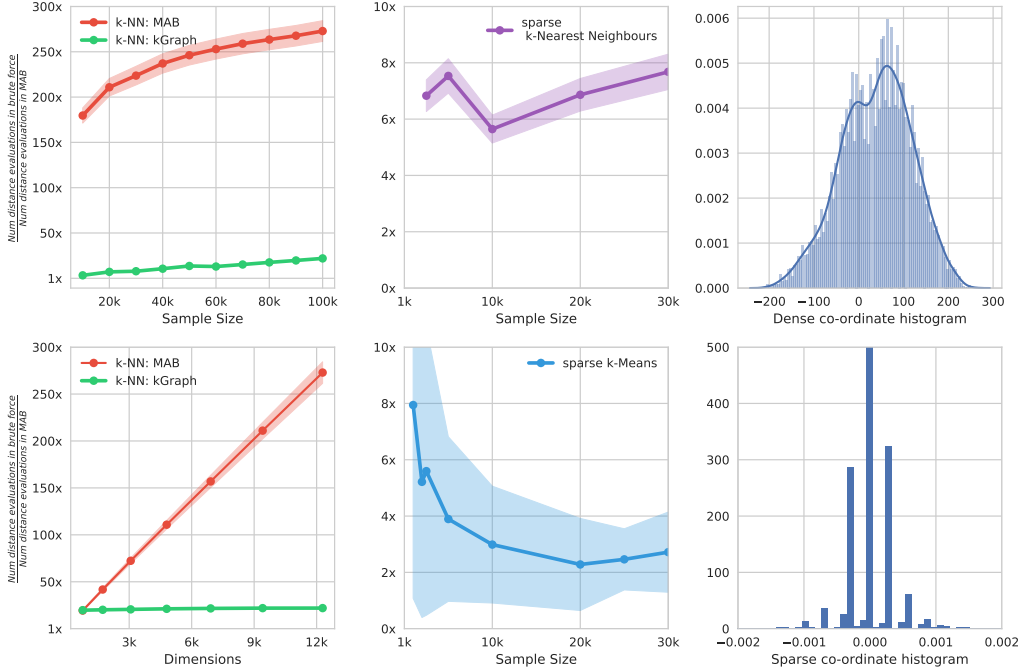 Num distance evaluations in brute force
Num distance evaluations in MAB
300x
250x
200x
150x
100x
50x
1x
k-NN: MAB
k-NN: kGraph
20k 40k 60k 80k 100k
Sample Size
10x
8x
6x
4x
2x
0x
sparse
k-Nearest Neighbours
1k 10k 20k 30k
Sample Size
0.006
0.005
0.004
0.003
0.002
0.001
0.000
−200 −100 0 100 200 300
Dense co-ordinate histogram
Num distance evaluations in brute force
Num distance evaluations in MAB
300x
250x
200x
150x
100x
50x
1x
k-NN: MAB
k-NN: kGraph
3k 6k 9k 12k
Dimensions
10x
8x
6x
4x
2x
0x
sparse k-Means
1k 10k 20k 30k
Sample Size
500
400
300
200
100
0
−0.002 −0.001 0.000 0.001 0.002
Sparse co-ordinate histogram